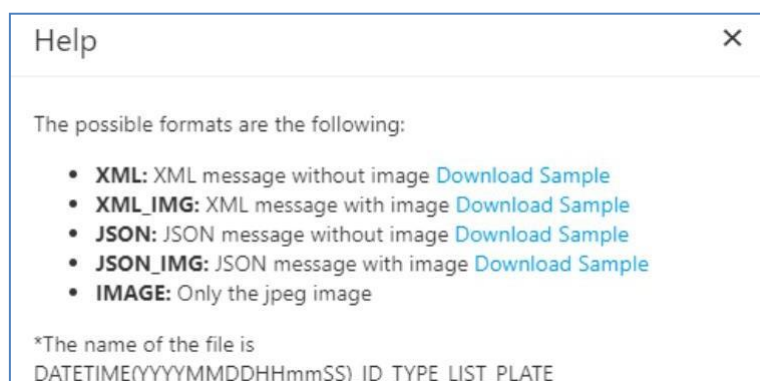 Help
The possible formats are the following:
• XML: XML message without image Download Sample
• XML_IMG: XML message with image Download Sample
• JSON: JSON message without image Download Sample
• JSON_IMG: JSON message with image Download Sample
• IMAGE: Only the jpeg image
*The name of the file is
DATETIME(YYYYMMDDHHmmSS)_ID_TYPE_LIST_PLATE